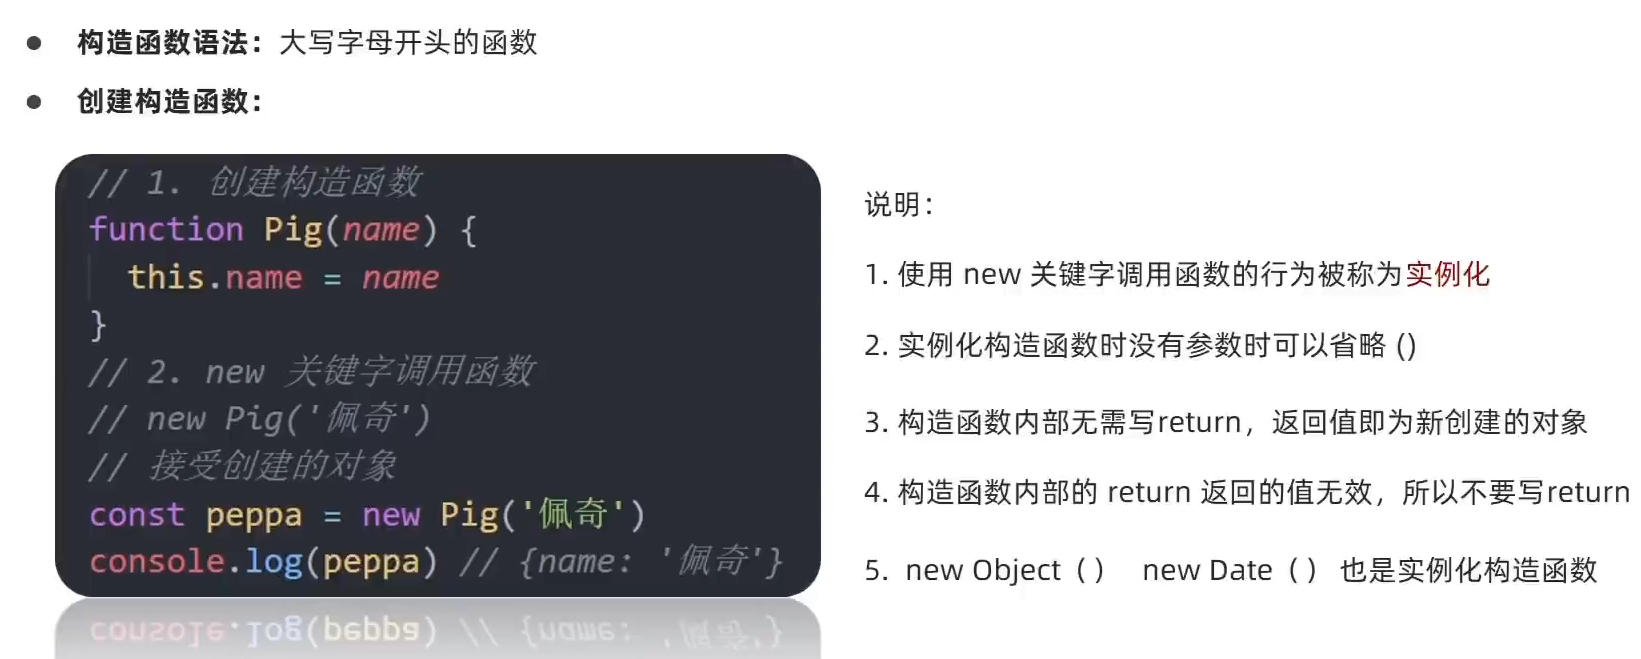 ● 构造函数语法：大写字母开头的函数
● 创建构造函数：
// 1. 创建构造函数
function Pig(name) {
  this.name = name
}
// 2. new 关键字调用函数
// new Pig('佩奇')
// 接受创建的对象
const peppa = new Pig('佩奇')
console.log(peppa) // {name: '佩奇'}
说明：
1. 使用 new 关键字调用函数的行为被称为实例化
2. 实例化构造函数时没有参数时可以省略 ()
3. 构造函数内部无需写return，返回值即为新创建的对象
4. 构造函数内部的 return 返回的值无效，所以不要写return
5. new Object（） new Date（） 也是实例化构造函数